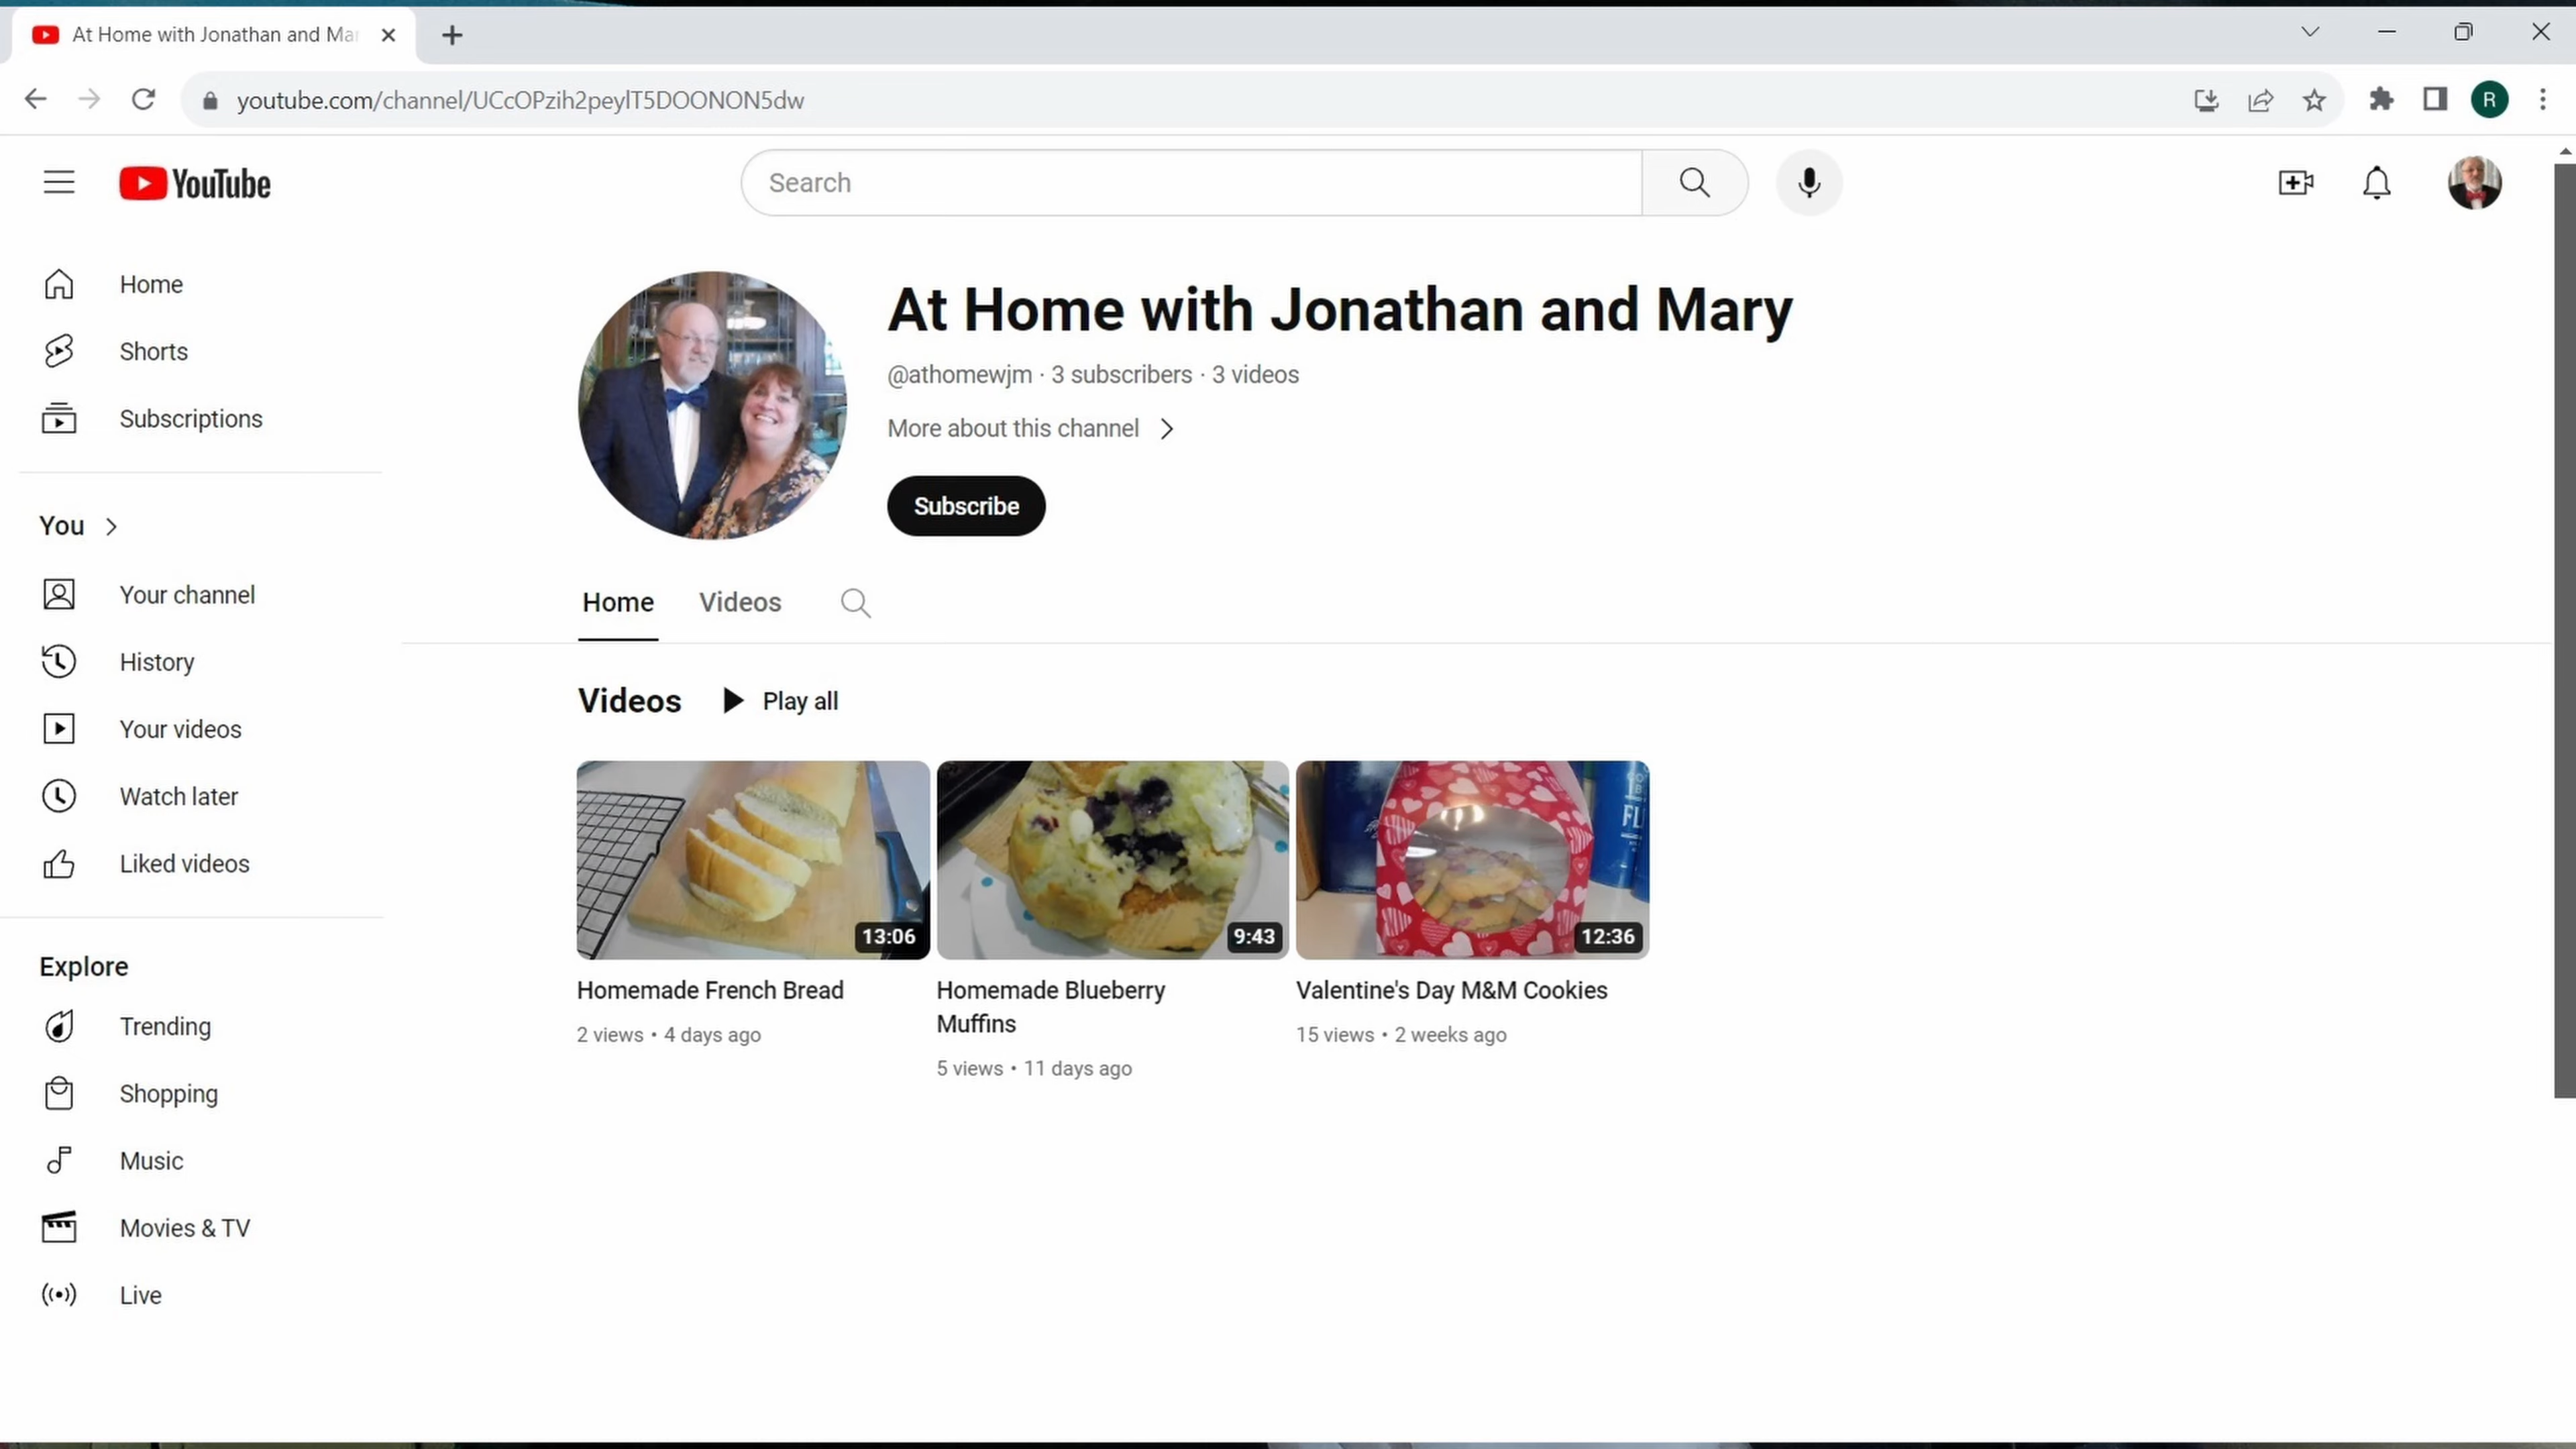 At Home with Jonathan and Mar
youtube.com/channel/UCcOPzih2peylT5DOONON5dw
R
YouTube
Search
Home
Shorts
Subscriptions
You
Your channel
History
Your videos
Watch later
Liked videos
Explore
Trending
Shopping
Music
Movies & TV
Live
At Home with Jonathan and Mary
@athomewjm · 3 subscribers · 3 videos
More about this channel
Subscribe
Home Videos
Videos Play all
13:06
Homemade French Bread
2 views • 4 days ago
9:43
Homemade Blueberry
Muffins
5 views • 11 days ago
12:36
Valentine's Day M&M Cookies
15 views • 2 weeks ago